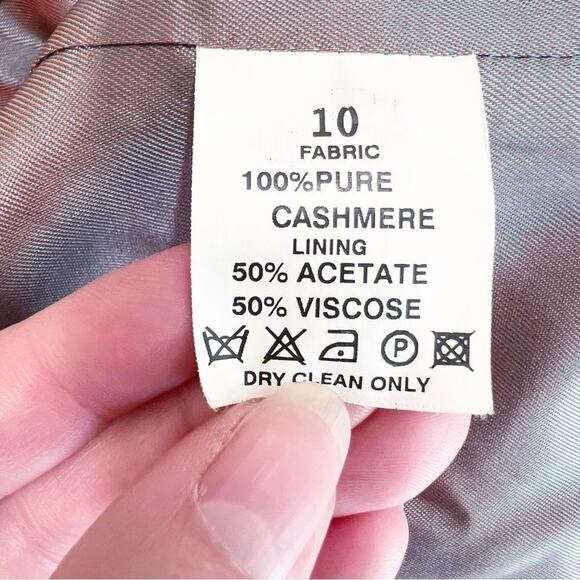 10
FABRIC
100%PURE
CASHMERE
LINING
50% ACETATE
50% VISCOSE
P
DRY CLEAN ONLY